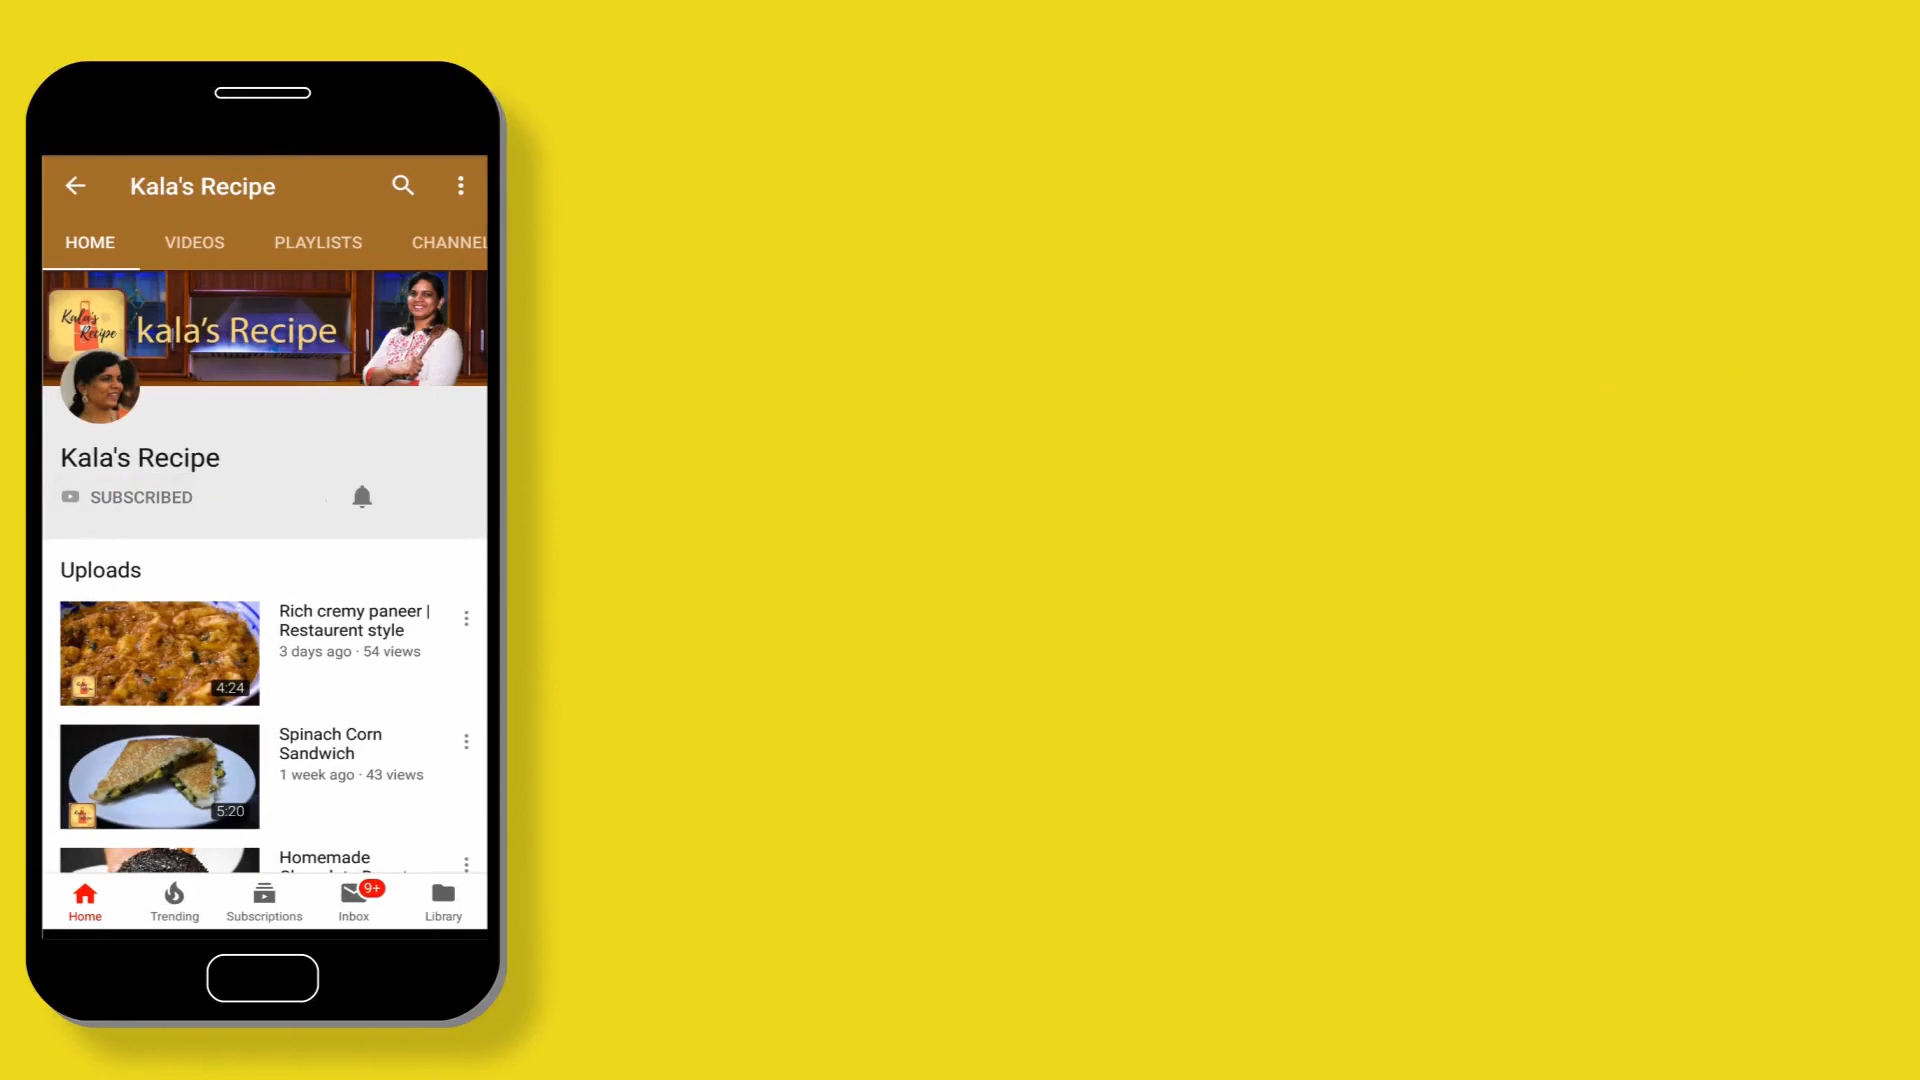 Kala's Recipe
HOME VIDEOS PLAYLISTS CHANNEL
Kala's
Recipe
kala's Recipe
Kala's Recipe
SUBSCRIBED
Uploads
Rich cremy paneer |
Restaurent style
3 days ago · 54 views
4:24
Spinach Corn
Sandwich
1 week ago · 43 views
5:20
Homemade
9+
Home Trending Subscriptions Inbox Library